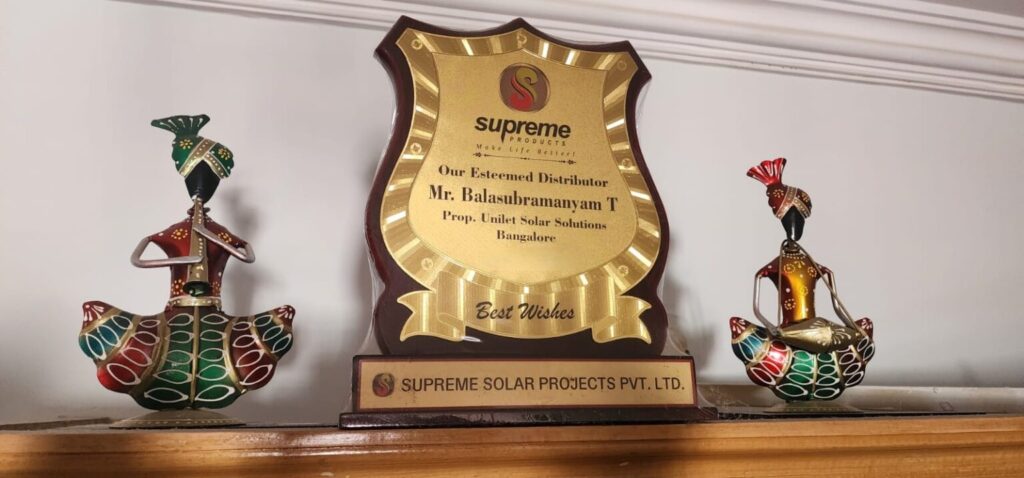 supreme
PRODUCTS
Make Life Better!
Our Esteemed Distributor
Mr. Balasubramanyam T
Prop. Unilet Solar Solutions
Bangalore
Best Wishes
SUPREME SOLAR PROJECTS PVT. LTD.